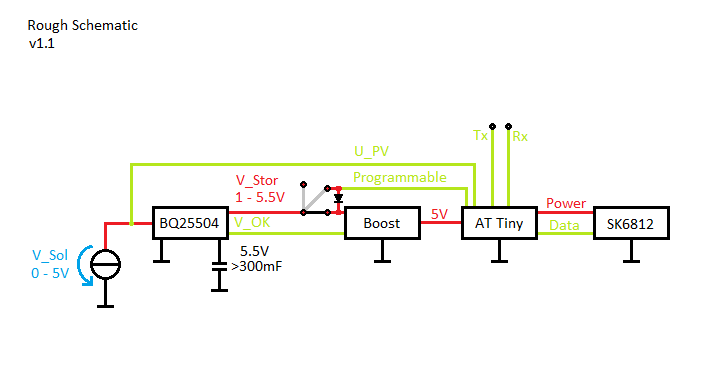 Rough Schematic
v1.1
Tx
Rx
U_PV
V_Stor
1 - 5.5V
Programmable
Power
BQ25504
V_OK
Boost
5V
AT Tiny
Data
SK6812
V_Sol
0 - 5V
5.5V
>300mF